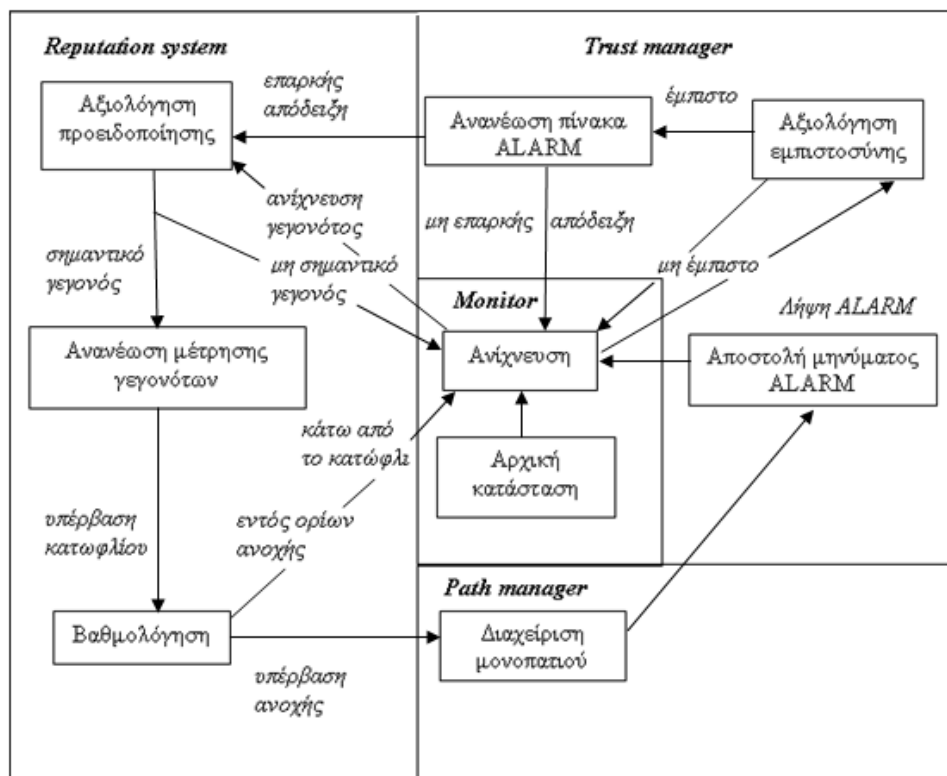 Reputation system
Trust manager
επαρκής
απόδειξη
έμπιστο
Αξιολόγηση
προειδοποίησης
Ανανέωση πίνακα
ALARM
Αξιολόγηση
εμπιστοσύνης
ανίχνευση
γεγονότος
μη επαρκής
απόδειξη
σημαντικό
γεγονός
μη σημαντικό
γεγονός
μη έμπιστο
Monitor
Λήψη ALARM
Ανανέωση μέτρησης
γεγονότων
Ανίχνευση
Αποστολή μηνύματος
ALARM
κάτω από
το κατώφλι
Αρχική
κατάσταση
υπέρβαση
κατωφλίου
εντός ορίων
ανοχής
Path manager
Βαθμολόγηση
Διαχείριση
μονοπατιού
υπέρβαση
ανοχής